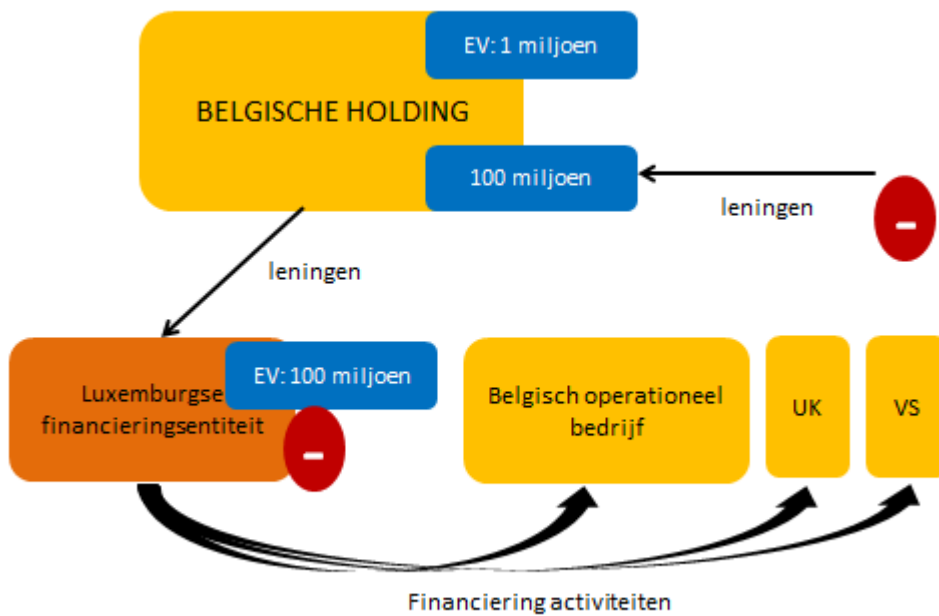 EV: 1 miljoen
BELGISCHE HOLDING
100 miljoen
leningen
-
leningen
EV: 100 miljoen
Luxemburgse
financieringsentiteit
-
Belgisch operationeel
bedrijf
UK
VS
Financiering activiteiten